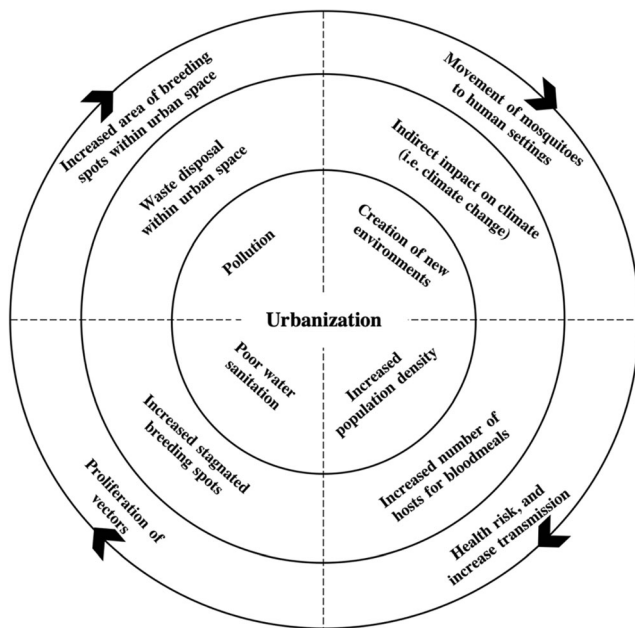 Increased area of breeding
spots within urban space
Movement of mosquitoes
to human settings
Waste disposal
within urban space
Indirect impact on climate
(i.e. climate change)
Pollution
Creation of new
environments
Urbanization
Poor water
sanitation
Increased
population density
Increased stagnated
breeding spots
Increased number of
hosts for bloodmeals
Proliferation of
vectors
Health risk, and
increase transmission